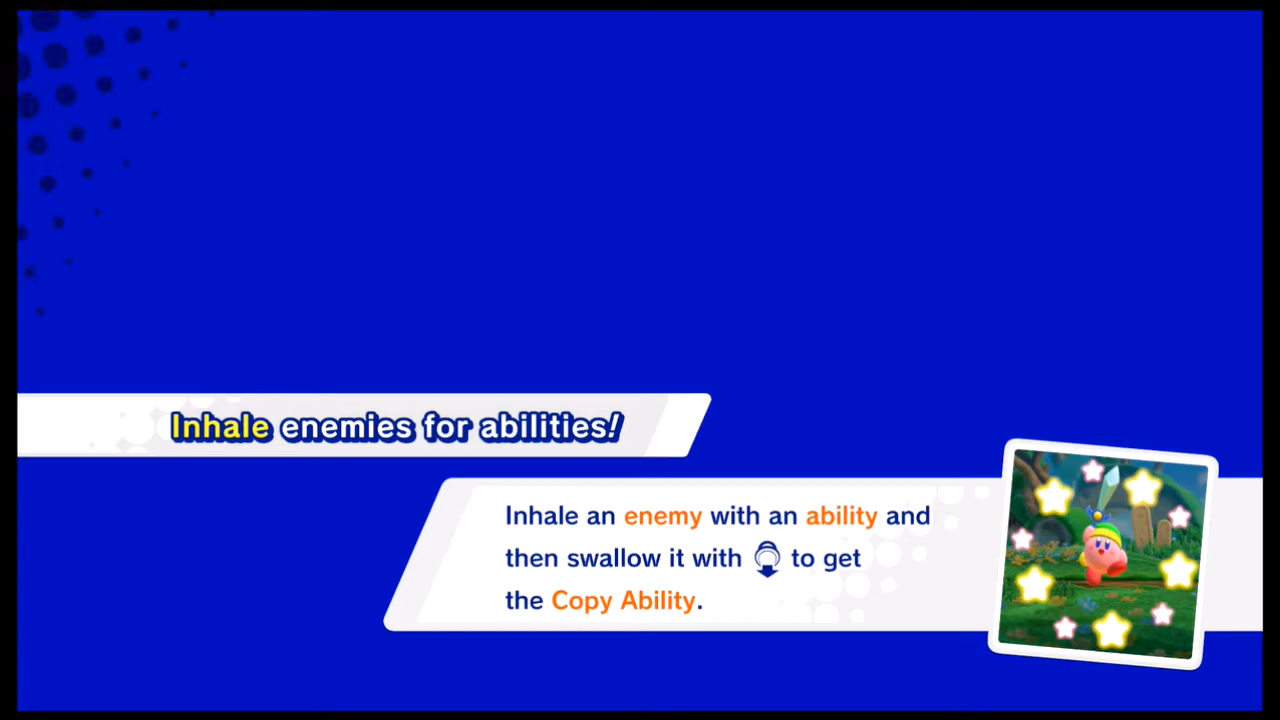 Inhale enemies for abilities!
Inhale an enemy with an ability and
then swallow it with to get
the Copy Ability.